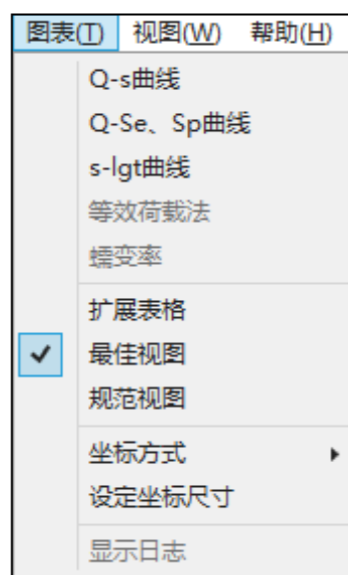 图表(T) 视图(W) 帮助(H)
Q-s曲线
Q-Se、Sp曲线
s-lgt曲线
等效荷载法
蠕变率
扩展表格
最佳视图
规范视图
坐标方式
设定坐标尺寸
显示日志